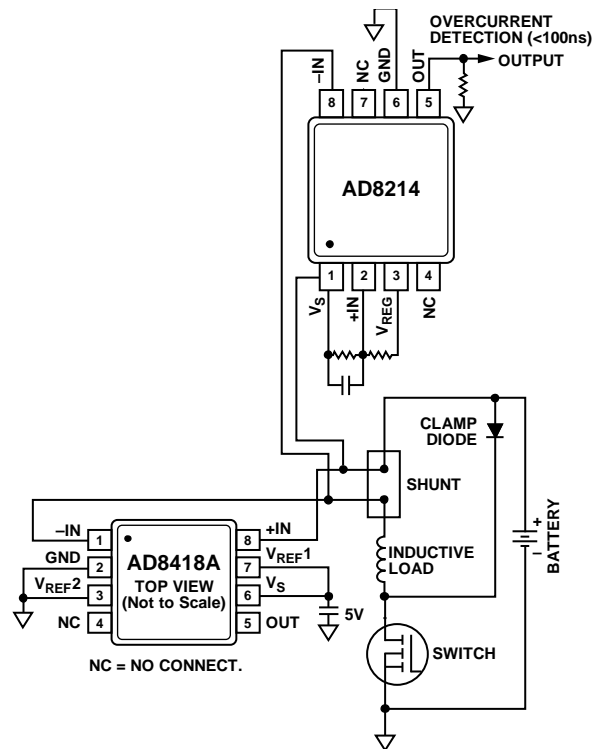 OVERCURRENT
DETECTION (<100ns)
OUTPUT
–IN
NC
GND
OUT
8
7
6
5
AD8214
1
2
3
4
VS
+IN
VREG
NC
CLAMP
DIODE
SHUNT
INDUCTIVE
LOAD
BATTERY
+
–
SWITCH
–IN
GND
VREF2
NC
1
2
3
4
AD8418A
TOP VIEW
(Not to Scale)
8
7
6
5
+IN
VREF1
VS
OUT
5V
NC = NO CONNECT.